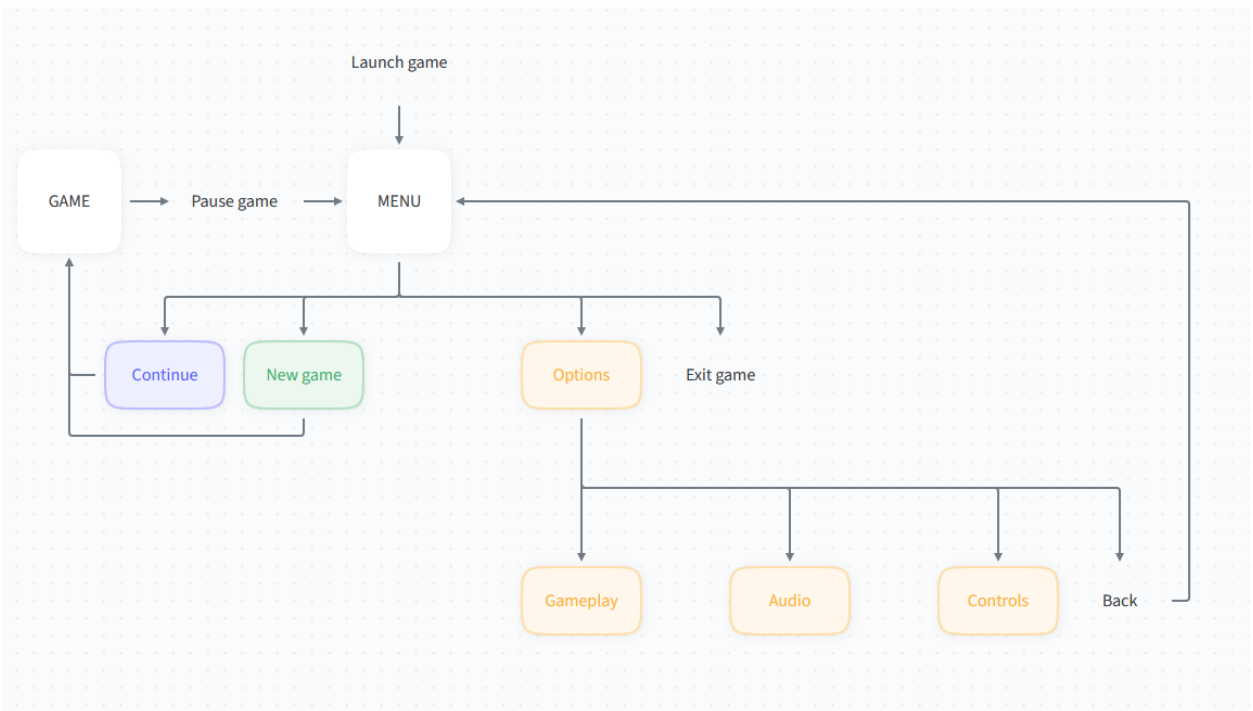 Launch game
GAME
Pause game
MENU
Continue
New game
Options
Exit game
Gameplay
Audio
Controls
Back